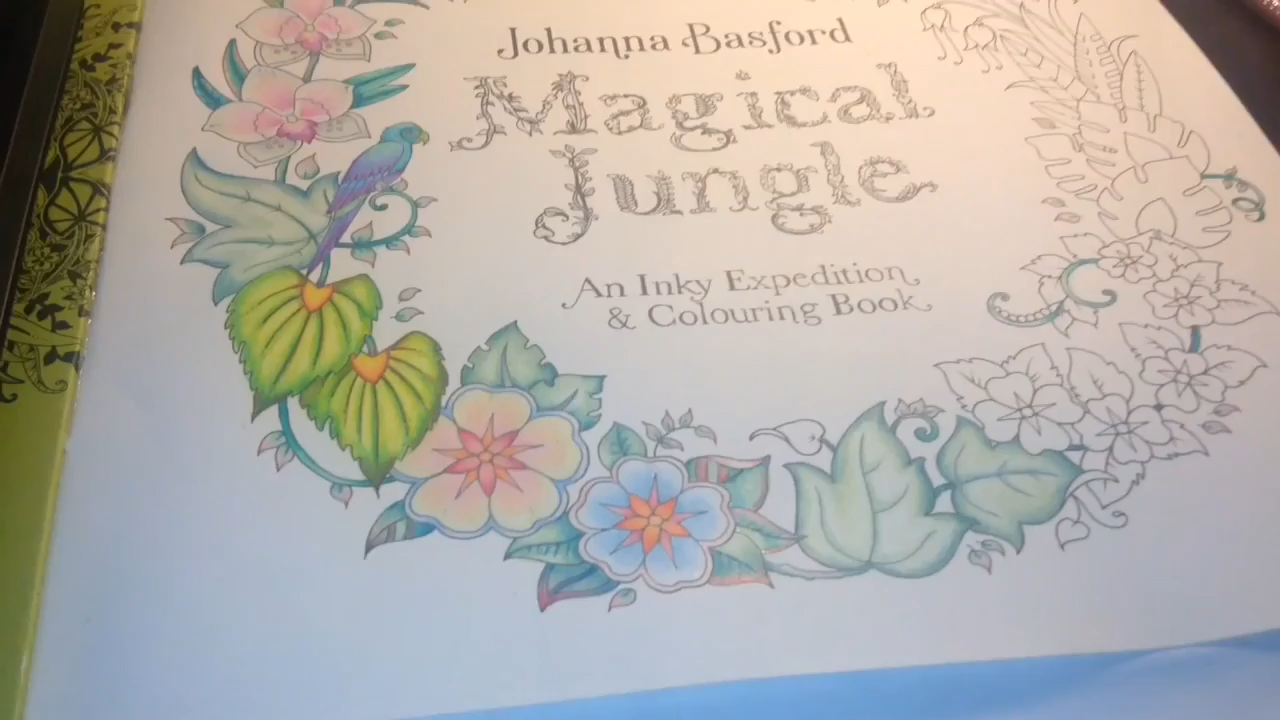 Johanna Basford
Magical
Jungle
An Inky Expedition
& Colouring Book